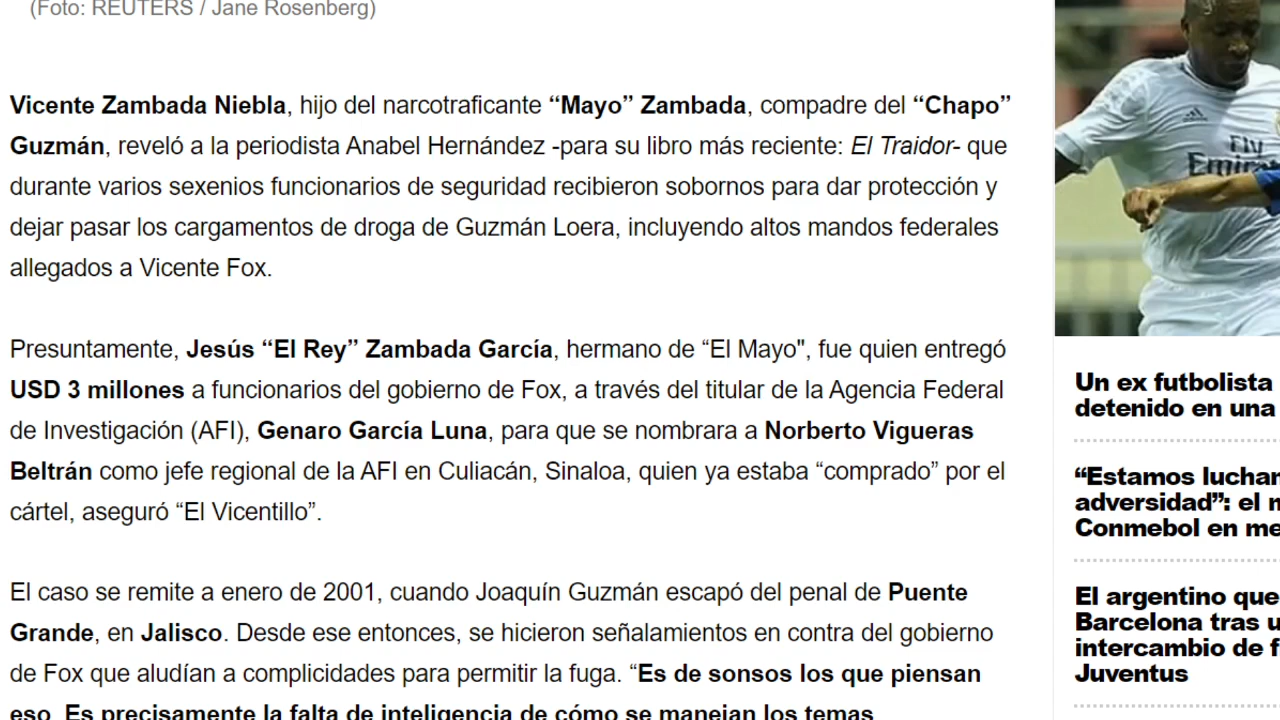 (Foto: REUTERS / Jane Rosenberg)
Vicente Zambada Niebla, hijo del narcotraficante “Mayo” Zambada, compadre del “Chapo”
Guzmán, reveló a la periodista Anabel Hernández -para su libro más reciente: El Traidor- que
durante varios sexenios funcionarios de seguridad recibieron sobornos para dar protección y
dejar pasar los cargamentos de droga de Guzmán Loera, incluyendo altos mandos federales
allegados a Vicente Fox.
Presuntamente, Jesús “El Rey” Zambada García, hermano de “El Mayo", fue quien entregó
USD 3 millones a funcionarios del gobierno de Fox, a través del titular de la Agencia Federal
de Investigación (AFI), Genaro García Luna, para que se nombrara a Norberto Vigueras
Beltrán como jefe regional de la AFI en Culiacán, Sinaloa, quien ya estaba “comprado” por el
cártel, aseguró “El Vicentillo”.
El caso se remite a enero de 2001, cuando Joaquín Guzmán escapó del penal de Puente
Grande, en Jalisco. Desde ese entonces, se hicieron señalamientos en contra del gobierno
de Fox que aludían a complicidades para permitir la fuga. “Es de sonsos los que piensan
eso. Es precisamente la falta de inteligencia de cómo se manejan los temas
Fly
Emira
Un ex futbolista
detenido en una
“Estamos luchan
adversidad”: el m
Conmebol en me
El argentino que
Barcelona tras u
intercambio de f
Juventus